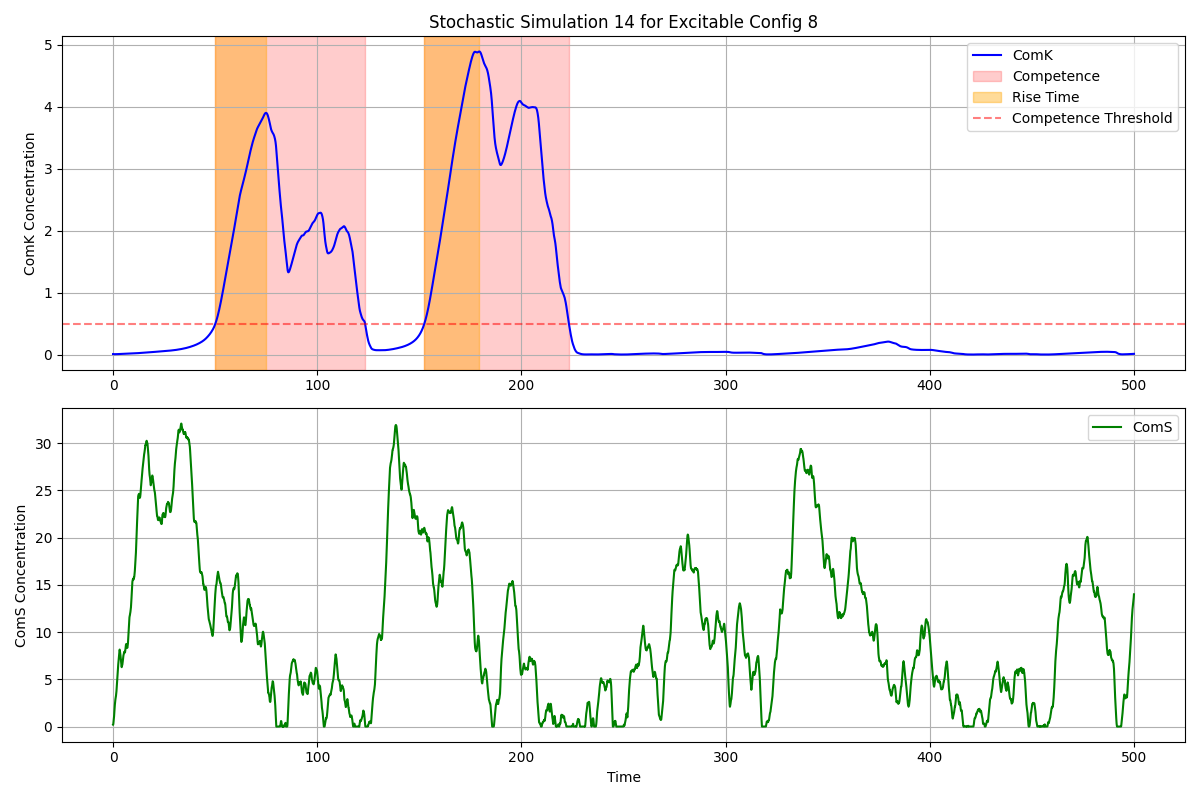 Stochastic Simulation 14 for Excitable Config 8
ComK Concentration
5
4
3
2
1
0
0 100 200 300 400 500
ComK
Competence
Rise Time
Competence Threshold
ComS Concentration
30
25
20
15
10
5
0
0 100 200 300 400 500
ComS
Time